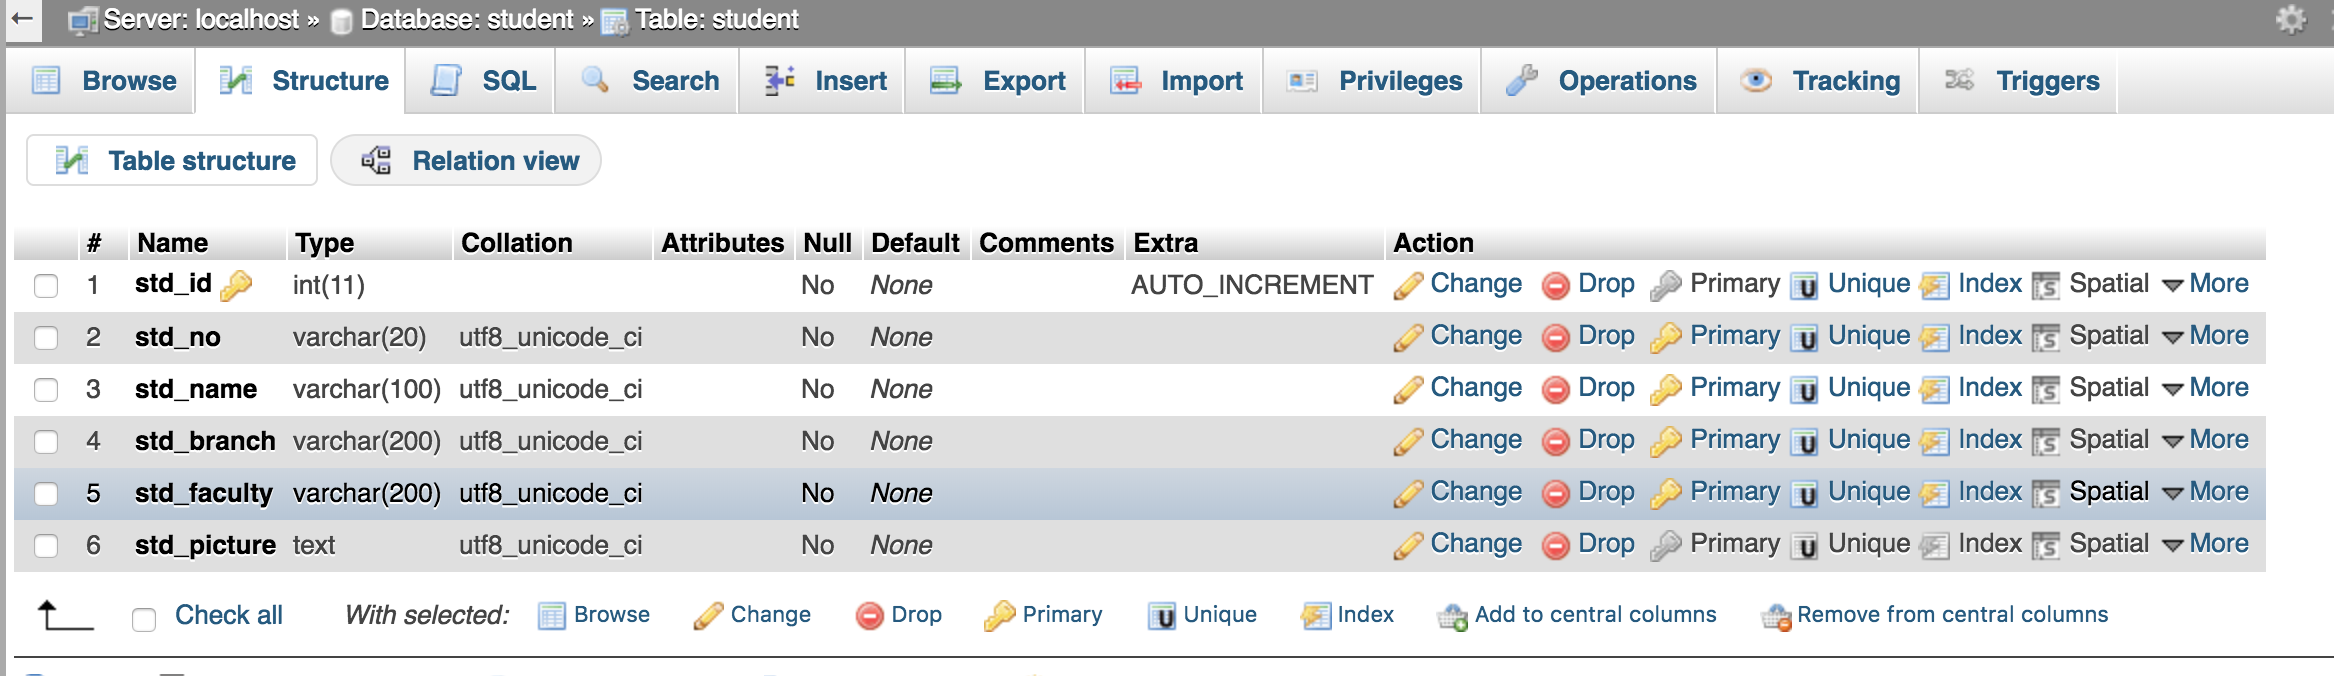 Server: localhost » Database: student » Table: student
Browse Structure SQL Search Insert Export Import Privileges Operations Tracking Triggers
Table structure Relation view
# Name Type Collation Attributes Null Default Comments Extra Action
1 std_id int(11) No None AUTO_INCREMENT Change Drop Primary Unique Index Spatial More
2 std_no varchar(20) utf8_unicode_ci No None Change Drop Primary Unique Index Spatial More
3 std_name varchar(100) utf8_unicode_ci No None Change Drop Primary Unique Index Spatial More
4 std_branch varchar(200) utf8_unicode_ci No None Change Drop Primary Unique Index Spatial More
5 std_faculty varchar(200) utf8_unicode_ci No None Change Drop Primary Unique Index Spatial More
6 std_picture text utf8_unicode_ci No None Change Drop Primary Unique Index Spatial More
Check all With selected: Browse Change Drop Primary Unique Index Add to central columns Remove from central columns